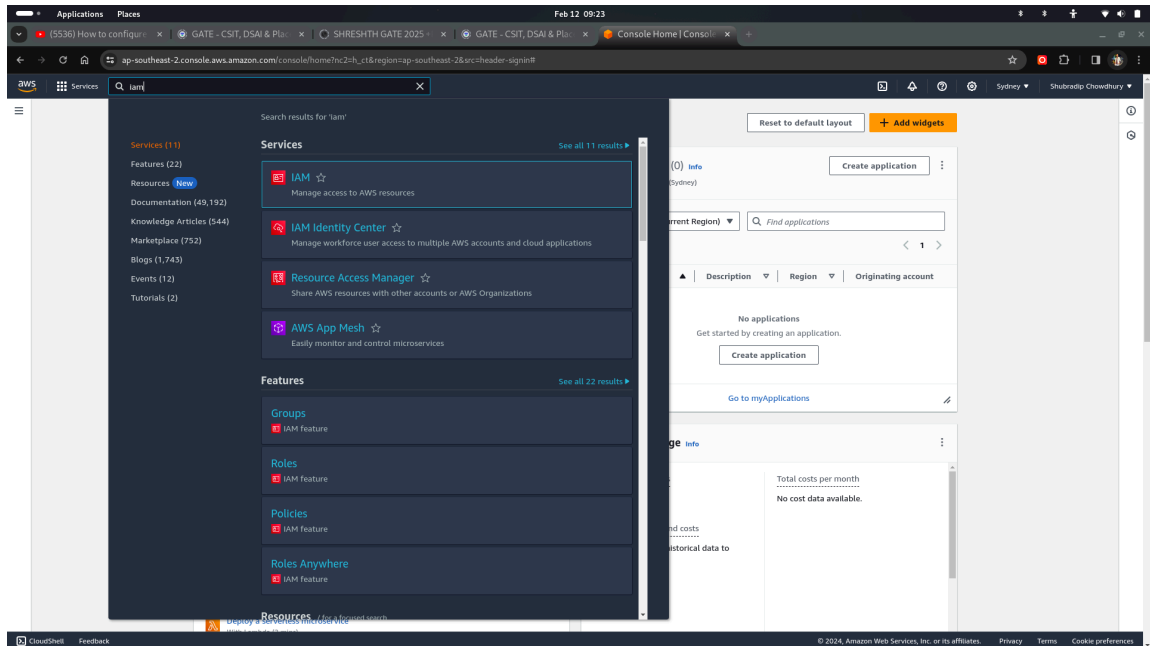 Applications Places
Feb 12 09:23
(5536) How to configure
GATE - CSIT, DSAI & Plac
SHRESHTH GATE 2025
GATE - CSIT, DSAI & Plac
Console Home | Consol
ap-southeast-2.console.aws.amazon.com/console/home?nc2=h_ct&region=ap-southeast-2&src=header-signin#
aws
Services
iam
Sydney
Shubradip Chowdhury
Search results for 'iam'
Services (11)
Features (22)
Resources New
Documentation (49,192)
Knowledge Articles (544)
Marketplace (752)
Blogs (1,743)
Events (12)
Tutorials (2)
Services
See all 11 results
IAM
Manage access to AWS resources
IAM Identity Center
Manage workforce user access to multiple AWS accounts and cloud applications
Resource Access Manager
Share AWS resources with other accounts or AWS Organizations
AWS App Mesh
Easily monitor and control microservices
Features
See all 22 results
Groups
IAM feature
Roles
IAM feature
Policies
IAM feature
Roles Anywhere
IAM feature
Resources / for a focused search
Reset to default layout
+ Add widgets
(0) Info
(Sydney)
Create application
rrent Region)
Find applications
1
Description
Region
Originating account
No applications
Get started by creating an application.
Create application
Go to myApplications
ge Info
Total costs per month
No cost data available.
nd costs
istorical data to
Deploy a serverless microservice
CloudShell
Feedback
© 2024, Amazon Web Services, Inc. or its affiliates.
Privacy
Terms
Cookie preferences